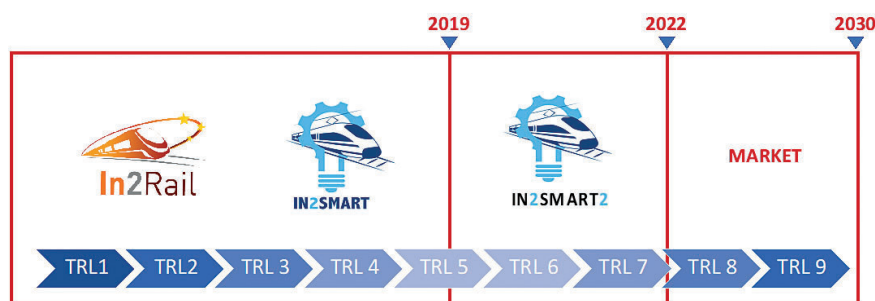 2019 2022 2030
In2Rail
IN2SMART
IN2SMART2
MARKET
TRL1 TRL2 TRL 3 TRL 4 TRL 5 TRL 6 TRL 7 TRL 8 TRL 9